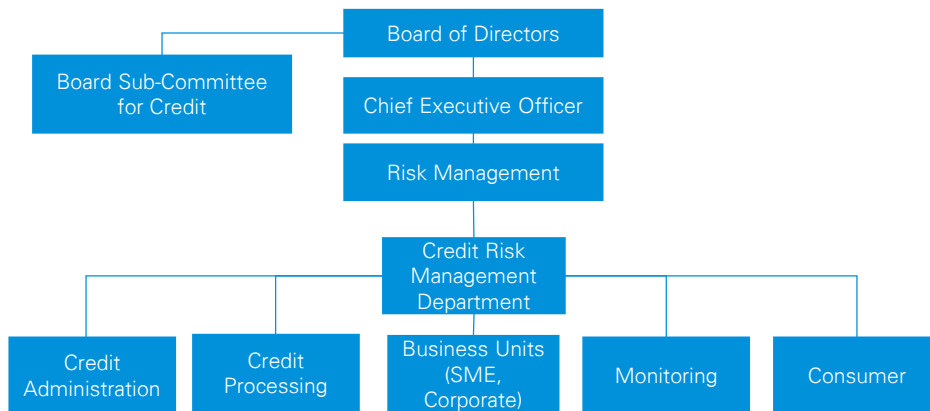 Board of Directors
Board Sub-Committee
for Credit
Chief Executive Officer
Risk Management
Credit Risk
Management
Department
Credit
Administration
Credit
Processing
Business Units
(SME,
Corporate)
Monitoring
Consumer